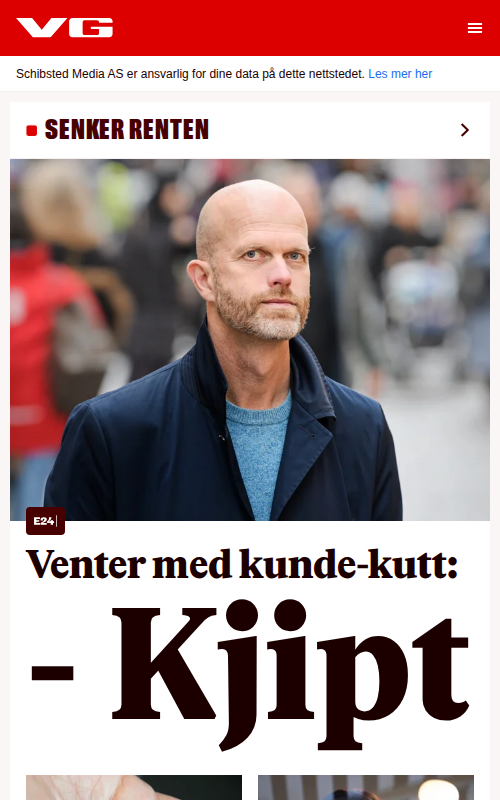 VG
Schibsted Media AS er ansvarlig for dine data på dette nettstedet. Les mer her
SENKER RENTEN
E24
Venter med kunde-kutt:
- Kjipt